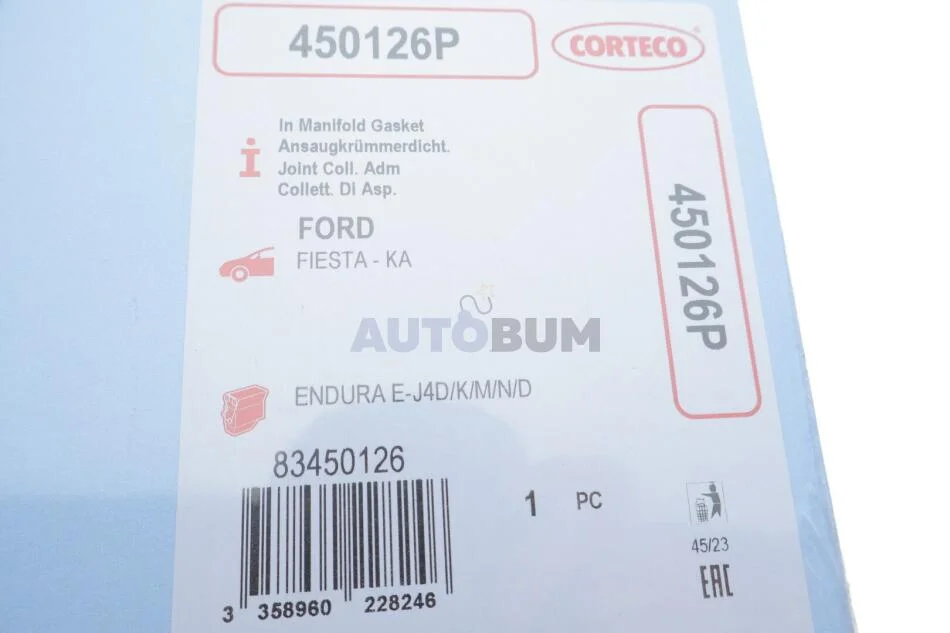 450126P
CORTECO
In Manifold Gasket
Ansaugkrümmerdicht.
Joint Coll. Adm
Collett. Di Asp.
450126P
FORD
FIESTA - KA
AUTOBUM
ENDURA E-J4D/K/M/N/D
83450126
1 PC
45/23
EAC
3 358960 228246